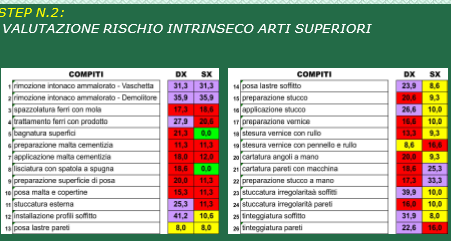 STEP N.2:
VALUTAZIONE RISCHIO INTRINSECO ARTI SUPERIORI
COMPITI DX SX
1 rimozione intonaco ammalorato - Vaschetta 31,3 31,3
2 rimozione intonaco ammalorato - Demolitore 35,9 35,9
3 spazzolatura ferri con mola 17,3 18,6
4 trattamento ferri con prodotto 27,9 20,6
5 bagnatura superfici 21,3 0,0
6 preparazione malta cementizia 11,3 11,3
7 applicazione malta cementizia 18,0 12,0
8 lisciatura con spatola e spugna 0,0
9 preparazione superficie di posa 20,0 11,3
10 posa malta e copertine 15,3 11,3
11 stuccatura esterna 25,3 11,3
12 installazione profili soffitto 41,2 10,6
13 posa lastre pareti 8,0 8,0
COMPITI DX SX
14 posa lastre soffitto 23,9 8,6
15 preparazione stucco 9,3
16 applicazione stucco 26,6 10,0
17 preparazione vernice 10,0
18 stesura vernice con rullo 13,3 9,3
19 stesura vernice con pennello e rullo 8,6 16,6
20 cartatura angoli a mano 20,0 9,3
21 cartatura pareti con macchina 18,6 25,3
22 preparazione stucco a mano 17,3 33,3
23 stuccatura irregolarità soffitti 39,9 10,0
24 stuccatura irregolarità pareti 10,0
25 tinteggiatura soffitto 31,9 8,0
26 tinteggiatura pareti 22,6 16,0